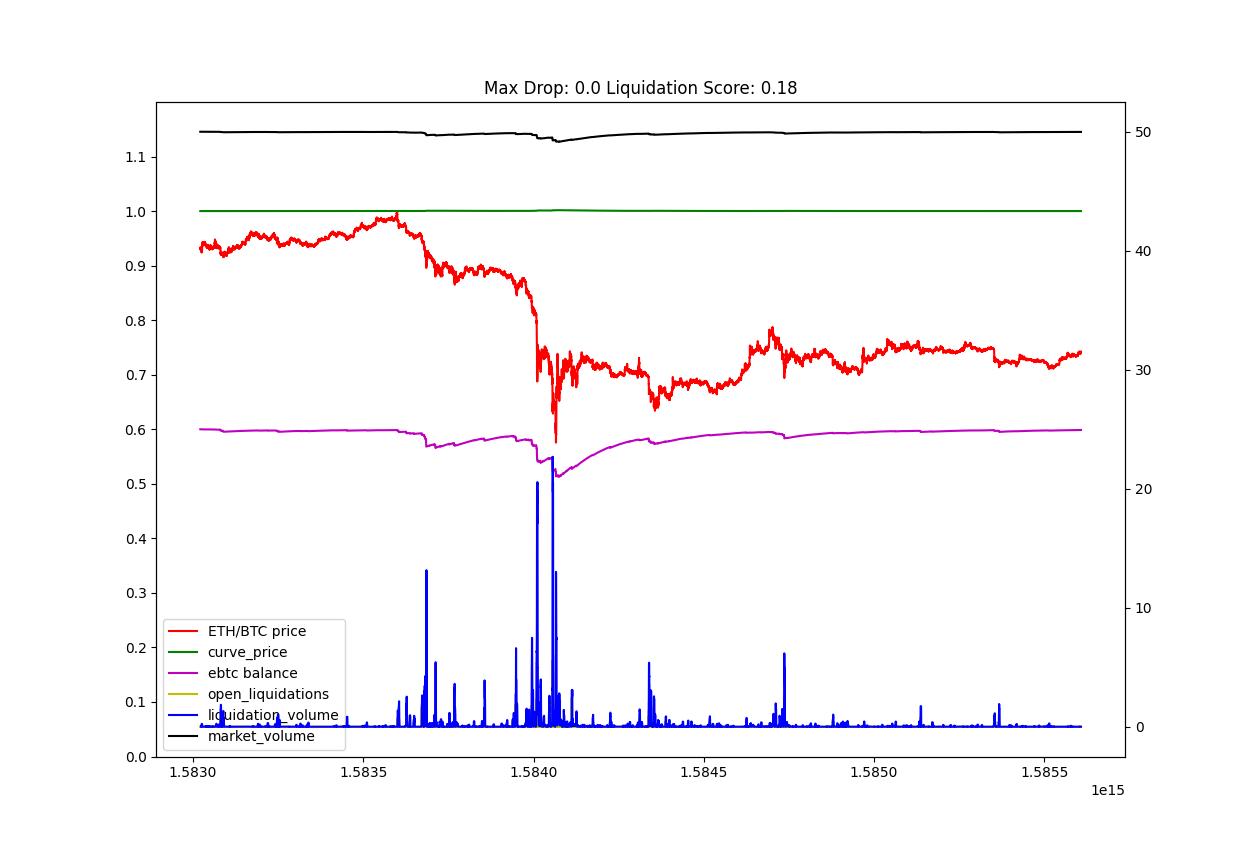 Max Drop: 0.0 Liquidation Score: 0.18
1.1
1.0
0.9
0.8
0.7
0.6
0.5
0.4
0.3
0.2
0.1
0.0
50
40
30
20
10
0
ETH/BTC price
curve_price
ebtc balance
open_liquidations
liquidation_volume
market_volume
1.5830 1.5835 1.5840 1.5845 1.5850 1.5855
1e15